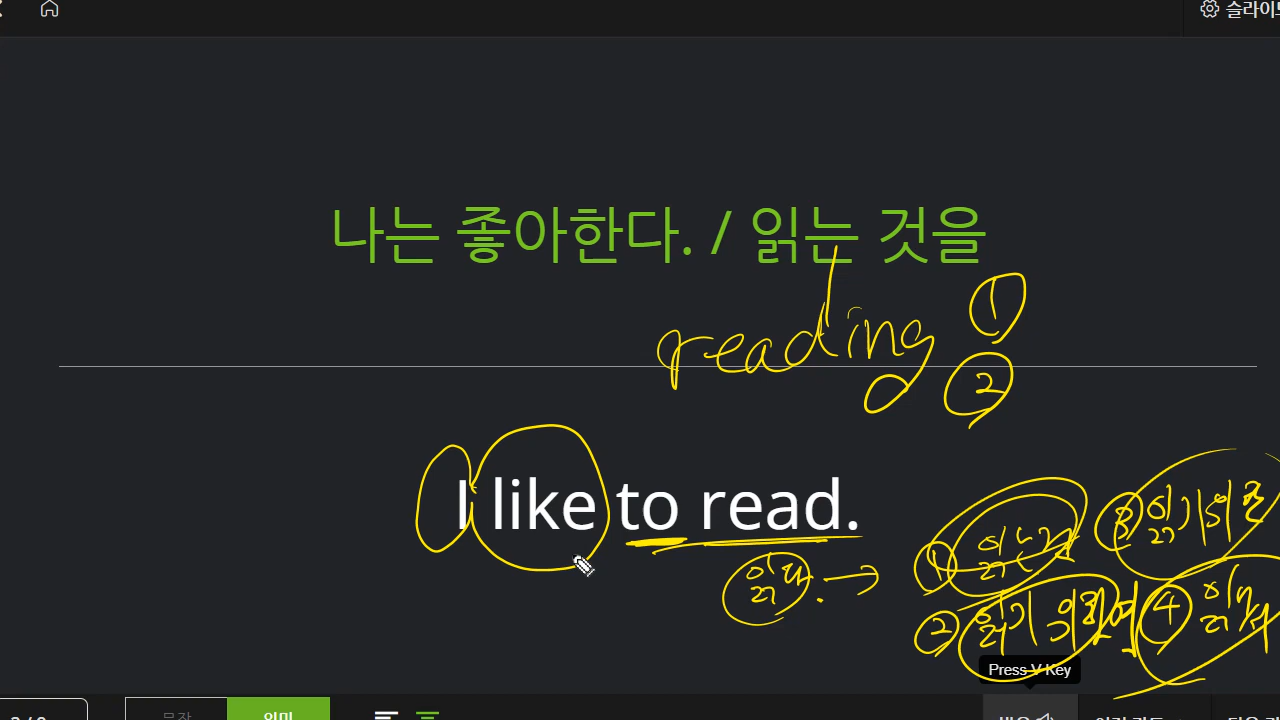 슬라이드
나는 좋아한다. / 읽는 것을
reading ①
②
I like to read.
읽다. →
① 읽는 것
② 읽기 위하여
③ 읽기 위한
④ 읽어서
Press V Key
의미